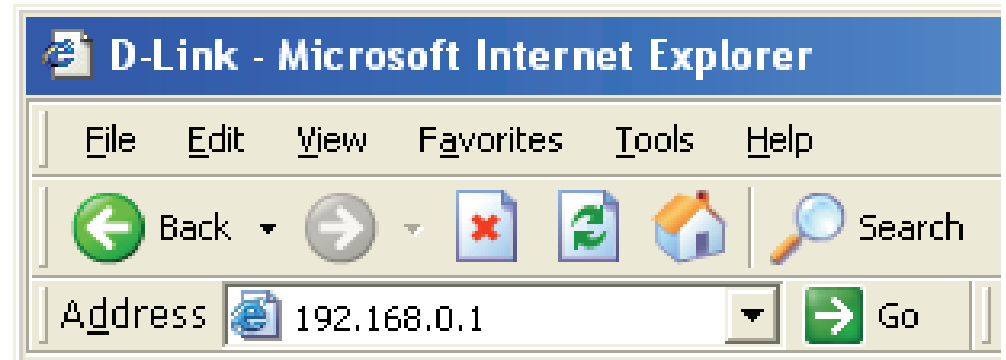 D-Link - Microsoft Internet Explorer
File Edit View Favorites Tools Help
Back Search
Address 192.168.0.1 Go